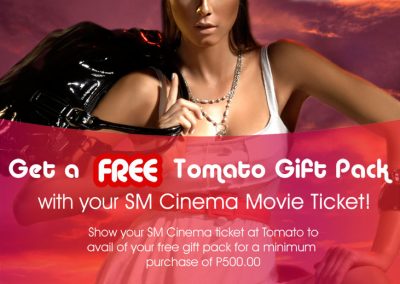 Get a FREE Tomato Gift Pack
with your SM Cinema Movie Ticket!
Show your SM Cinema ticket at Tomato to
avail of your free gift pack for a minimum
purchase of P500.00